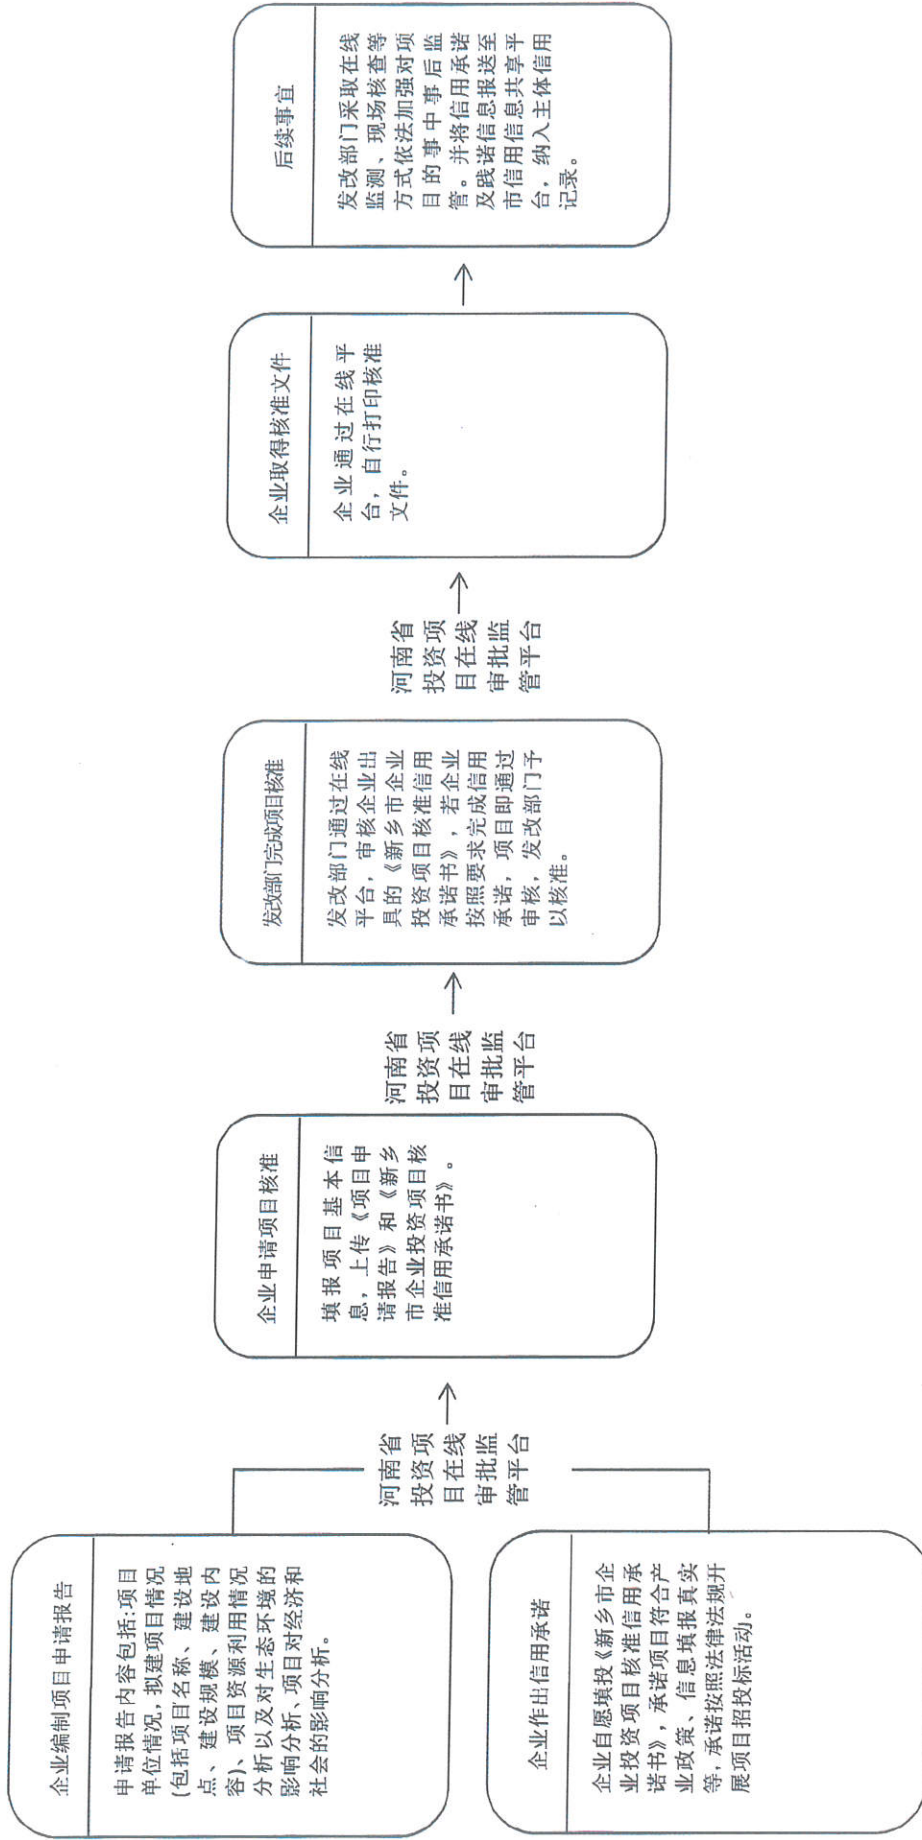 企业编制项目申请报告
申请报告内容包括:项目
单位情况,拟建项目情况
(包括项目名称、建设地
点、建设规模、建设内
容)、项目资源利用情况
分析以及对生态环境的
影响分析、项目对经济和
社会的影响分析。
企业作出信用承诺
企业自愿填投《新乡市企
业投资项目核准信用承
诺书》,承诺项目符合产
业政策、信息填报真实
等,承诺按照法律法规开
展项目招投标活动。
河南省
投资项
目在线
审批监
管平台
企业申请项目核准
填报项目基本信
息,上传《项目申
请报告》和《新乡
市企业投资项目核
准信用承诺书》。
河南省
投资项
目在线
审批监
管平台
发改部门完成项目核准
发改部门通过在线
平台,审核企业出
具的《新乡市企业
投资项目核准信用
承诺书》,若企业
按照要求完成信用
承诺,项目即通过
审核,发改部门予
以核准。
河南省
投资项
目在线
审批监
管平台
企业取得核准文件
企业通过在线平
台,自行打印核准
文件。
后续事宜
发改部门采取在线
监测、现场核查等
方式依法加强对项
目的事中事后监
管。并将信用承诺
及践诺信息报送至
市信用信息共享平
台,纳入主体信用
记录。